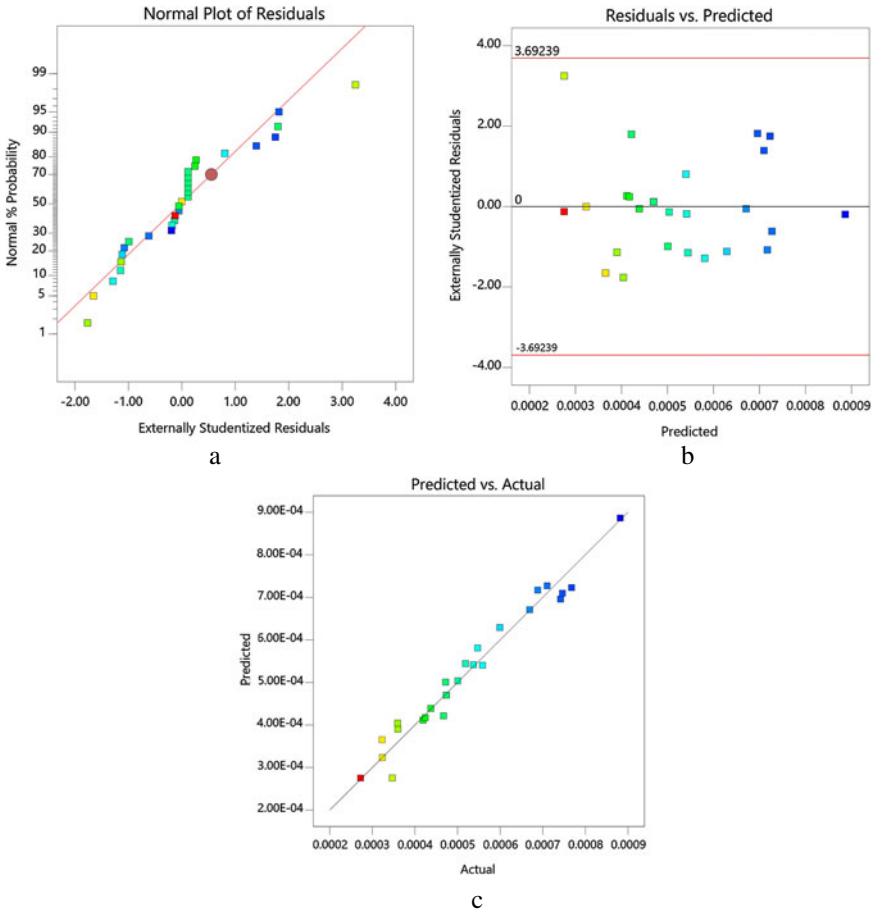 Normal Plot of Residuals
Normal % Probability
99
95
90
80
70
50
30
20
10
5
1
-2.00 -1.00 0.00 1.00 2.00 3.00 4.00
Externally Studentized Residuals
a
Residuals vs. Predicted
Externally Studentized Residuals
4.00
3.69239
2.00
0.00
0
-2.00
-3.69239
-4.00
0.0002 0.0003 0.0004 0.0005 0.0006 0.0007 0.0008 0.0009
Predicted
b
Predicted vs. Actual
Predicted
9.00E-04
8.00E-04
7.00E-04
6.00E-04
5.00E-04
4.00E-04
3.00E-04
2.00E-04
0.0002 0.0003 0.0004 0.0005 0.0006 0.0007 0.0008 0.0009
Actual
c